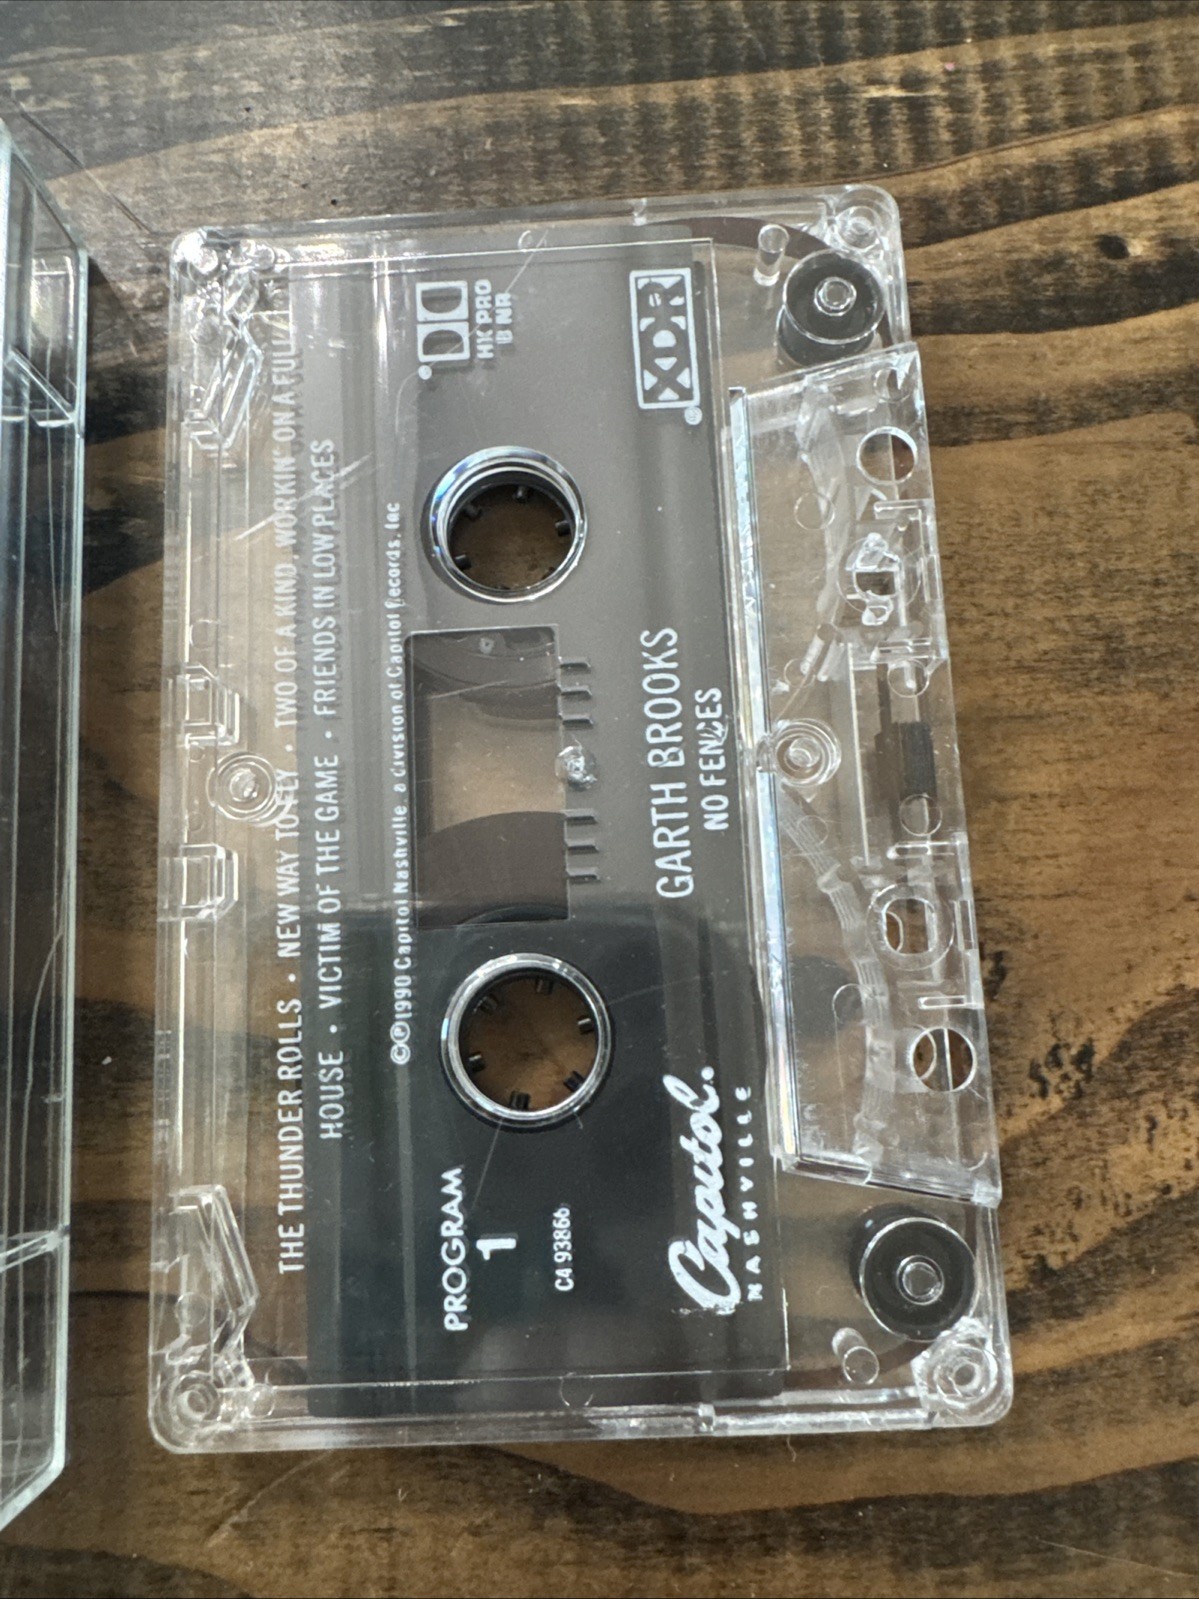 THE THUNDER ROLLS · NEW WAY TO FLY · TWO OF A KIND, WORKIN' ON A FULL
HOUSE · VICTIM OF THE GAME · FRIENDS IN LOW PLACES
©℗1990 Capitol Nashville, a division of Capitol Records, Inc
PROGRAM
1
HX PRO
B NR
C4 93866
GARTH BROOKS
NO FENCES
XDR®
Capitol.
NASHVILLE